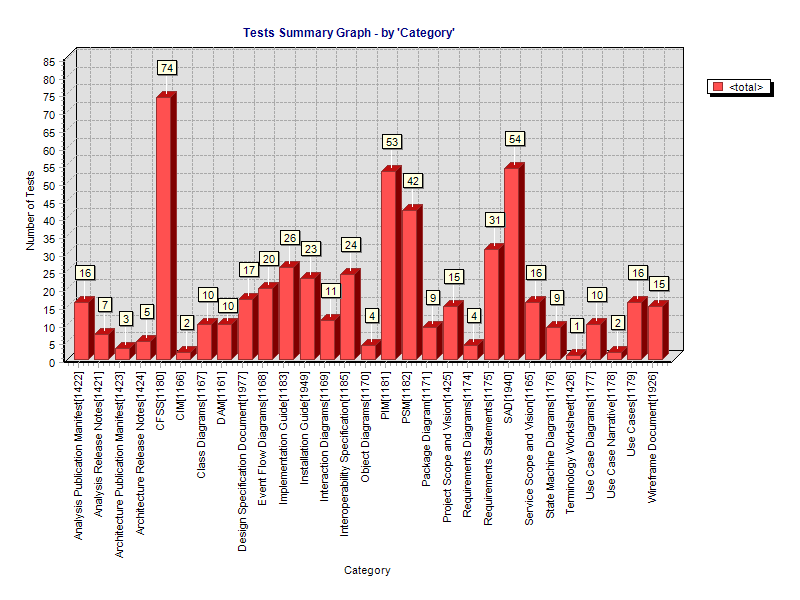 Tests Summary Graph - by 'Category'
<total>
Number of Tests
85
80
75
70
65
60
55
50
45
40
35
30
25
20
15
10
5
0
16
7
3
5
74
2
10
10
17
20
26
23
11
24
4
53
42
9
15
4
31
54
16
9
1
10
2
16
15
Analysis Publication Manifest[1422]
Analysis Release Notes[1421]
Architecture Publication Manifest[1423]
Architecture Release Notes[1424]
CFSS[1180]
CIM[1166]
Class Diagrams[1167]
DAM[1161]
Design Specification Document[1977]
Event Flow Diagrams[1168]
Implementation Guide[1183]
Installation Guide[1949]
Interaction Diagrams[1169]
Interoperability Specification[1185]
Object Diagrams[1170]
PIM[1181]
PSM[1182]
Package Diagram[1171]
Project Scope and Vision[1425]
Requirements Diagrams[1174]
Requirements Statements[1175]
SAD[1940]
Service Scope and Vision[1165]
State Machine Diagrams[1176]
Terminology Worksheet[1426]
Use Case Diagrams[1177]
Use Case Narrative[1178]
Use Cases[1179]
Wireframe Document[1926]
Category